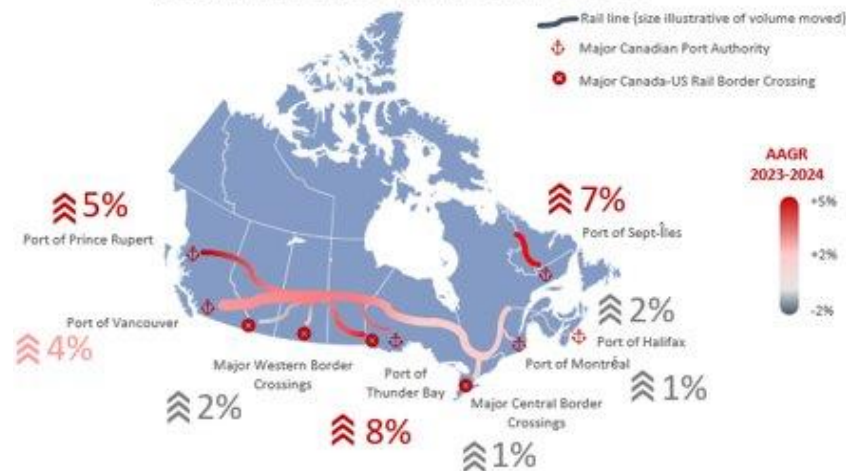 Rail line (size illustrative of volume moved)
Major Canadian Port Authority
Major Canada-US Rail Border Crossing
AAGR
2023-2024
+5%
+2%
-2%
5%
Port of Prince Rupert
7%
Port of Sept-Îles
Port of Vancouver
4%
2%
Port of Halifax
Port of Montréal
1%
Major Western Border
Crossings
2%
Port of
Thunder Bay
8%
Major Central Border
Crossings
1%